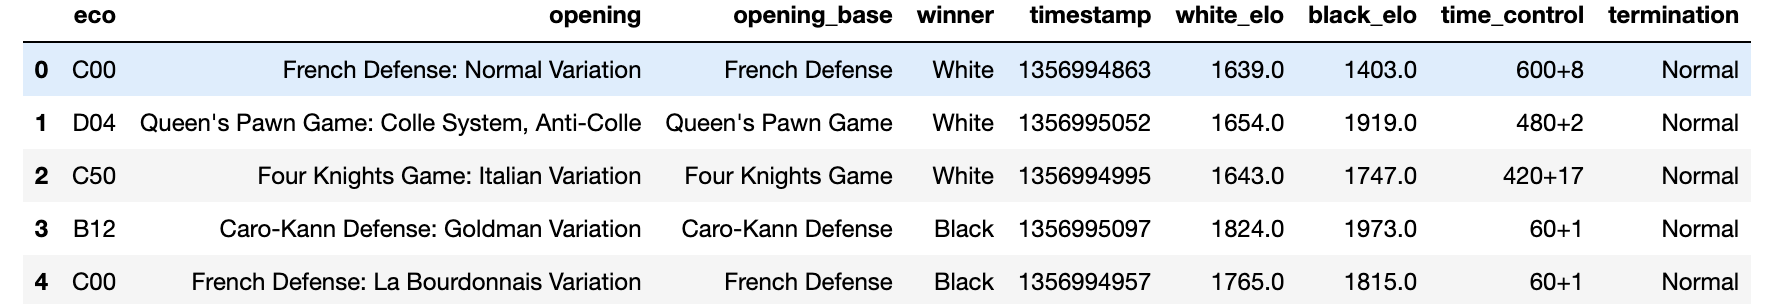 eco opening opening_base winner timestamp white_elo black_elo time_control termination
0 C00 French Defense: Normal Variation French Defense White 1356994863 1639.0 1403.0 600+8 Normal
1 D04 Queen's Pawn Game: Colle System, Anti-Colle Queen's Pawn Game White 1356995052 1654.0 1919.0 480+2 Normal
2 C50 Four Knights Game: Italian Variation Four Knights Game White 1356994995 1643.0 1747.0 420+17 Normal
3 B12 Caro-Kann Defense: Goldman Variation Caro-Kann Defense Black 1356995097 1824.0 1973.0 60+1 Normal
4 C00 French Defense: La Bourdonnais Variation French Defense Black 1356994957 1765.0 1815.0 60+1 Normal